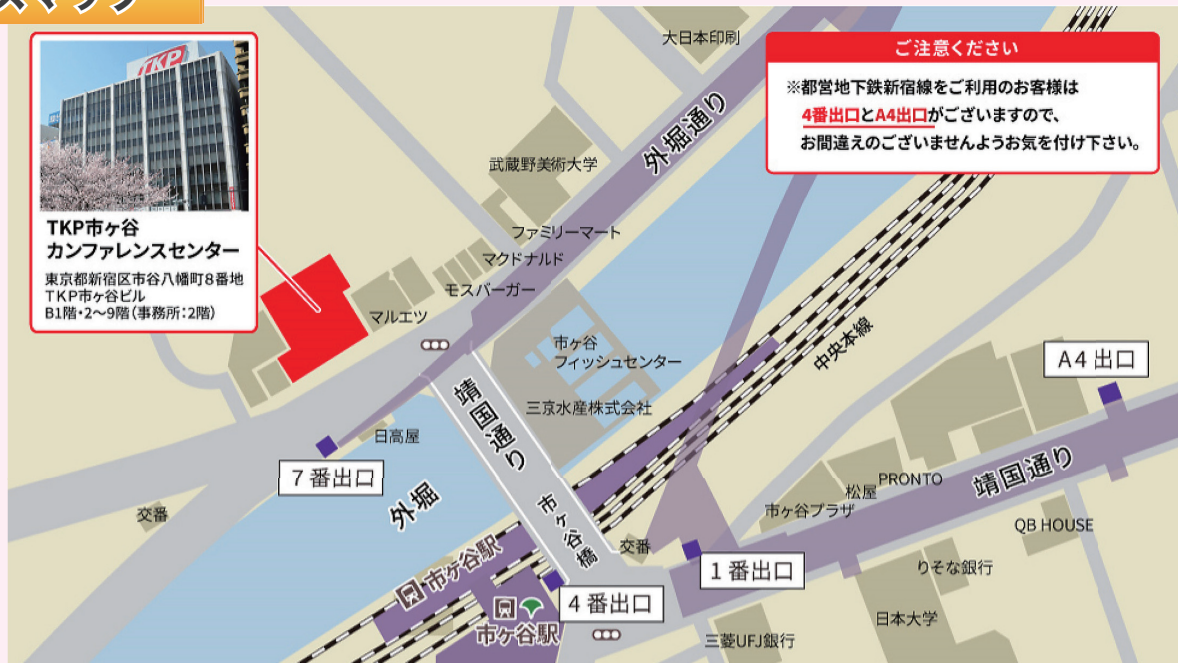 スマップ
TKP
TKP市ヶ谷
カンファレンスセンター
東京都新宿区市谷八幡町8番地
TKP市ヶ谷ビル
B1階・2〜9階(事務所:2階)
ご注意ください
※都営地下鉄新宿線をご利用のお客様は
4番出口とA4出口がございますので、
お間違えのございませんようお気を付け下さい。
大日本印刷
外堀通り
武蔵野美術大学
ファミリーマート
マクドナルド
モスバーガー
マルエツ
市ヶ谷
フィッシュセンター
三京水産株式会社
中央本線
A4出口
靖国通り
日高屋
7番出口
外堀
交番
市ヶ谷橋
交番
市ヶ谷駅
市ヶ谷駅
4番出口
1番出口
市ヶ谷プラザ
松屋
PRONTO
靖国通り
QB HOUSE
りそな銀行
日本大学
三菱UFJ銀行